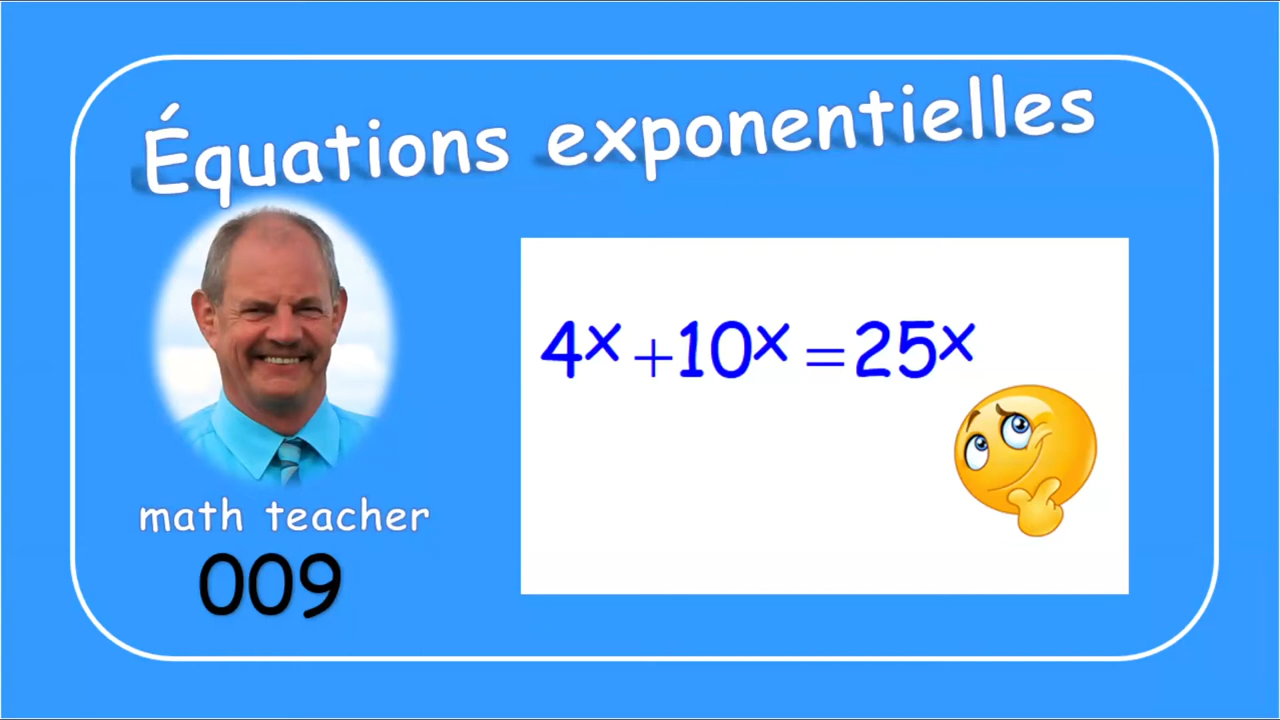 Équations exponentielles
4ˣ +10ˣ =25ˣ
math teacher
009